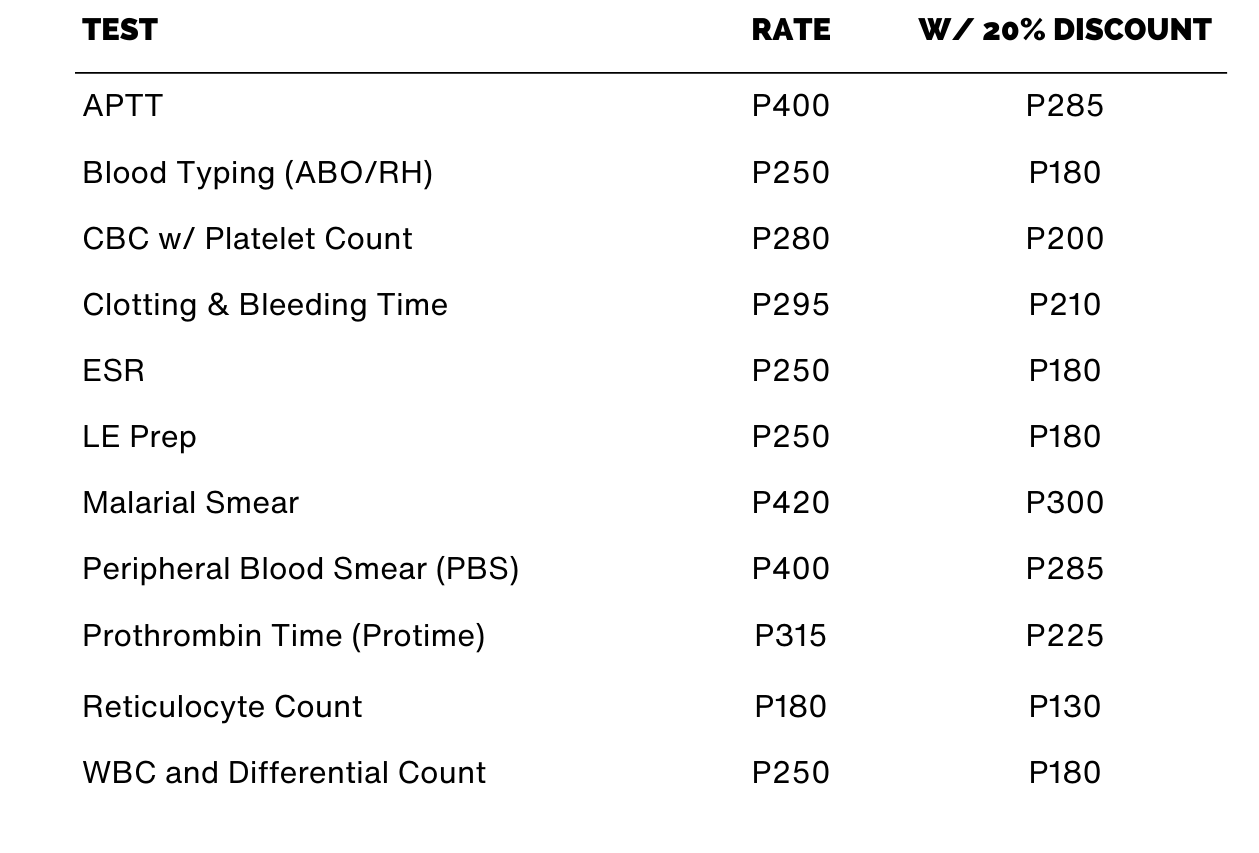 TEST RATE W/ 20% DISCOUNT
APTT P400 P285
Blood Typing (ABO/RH) P250 P180
CBC w/ Platelet Count P280 P200
Clotting & Bleeding Time P295 P210
ESR P250 P180
LE Prep P250 P180
Malarial Smear P420 P300
Peripheral Blood Smear (PBS) P400 P285
Prothrombin Time (Protime) P315 P225
Reticulocyte Count P180 P130
WBC and Differential Count P250 P180